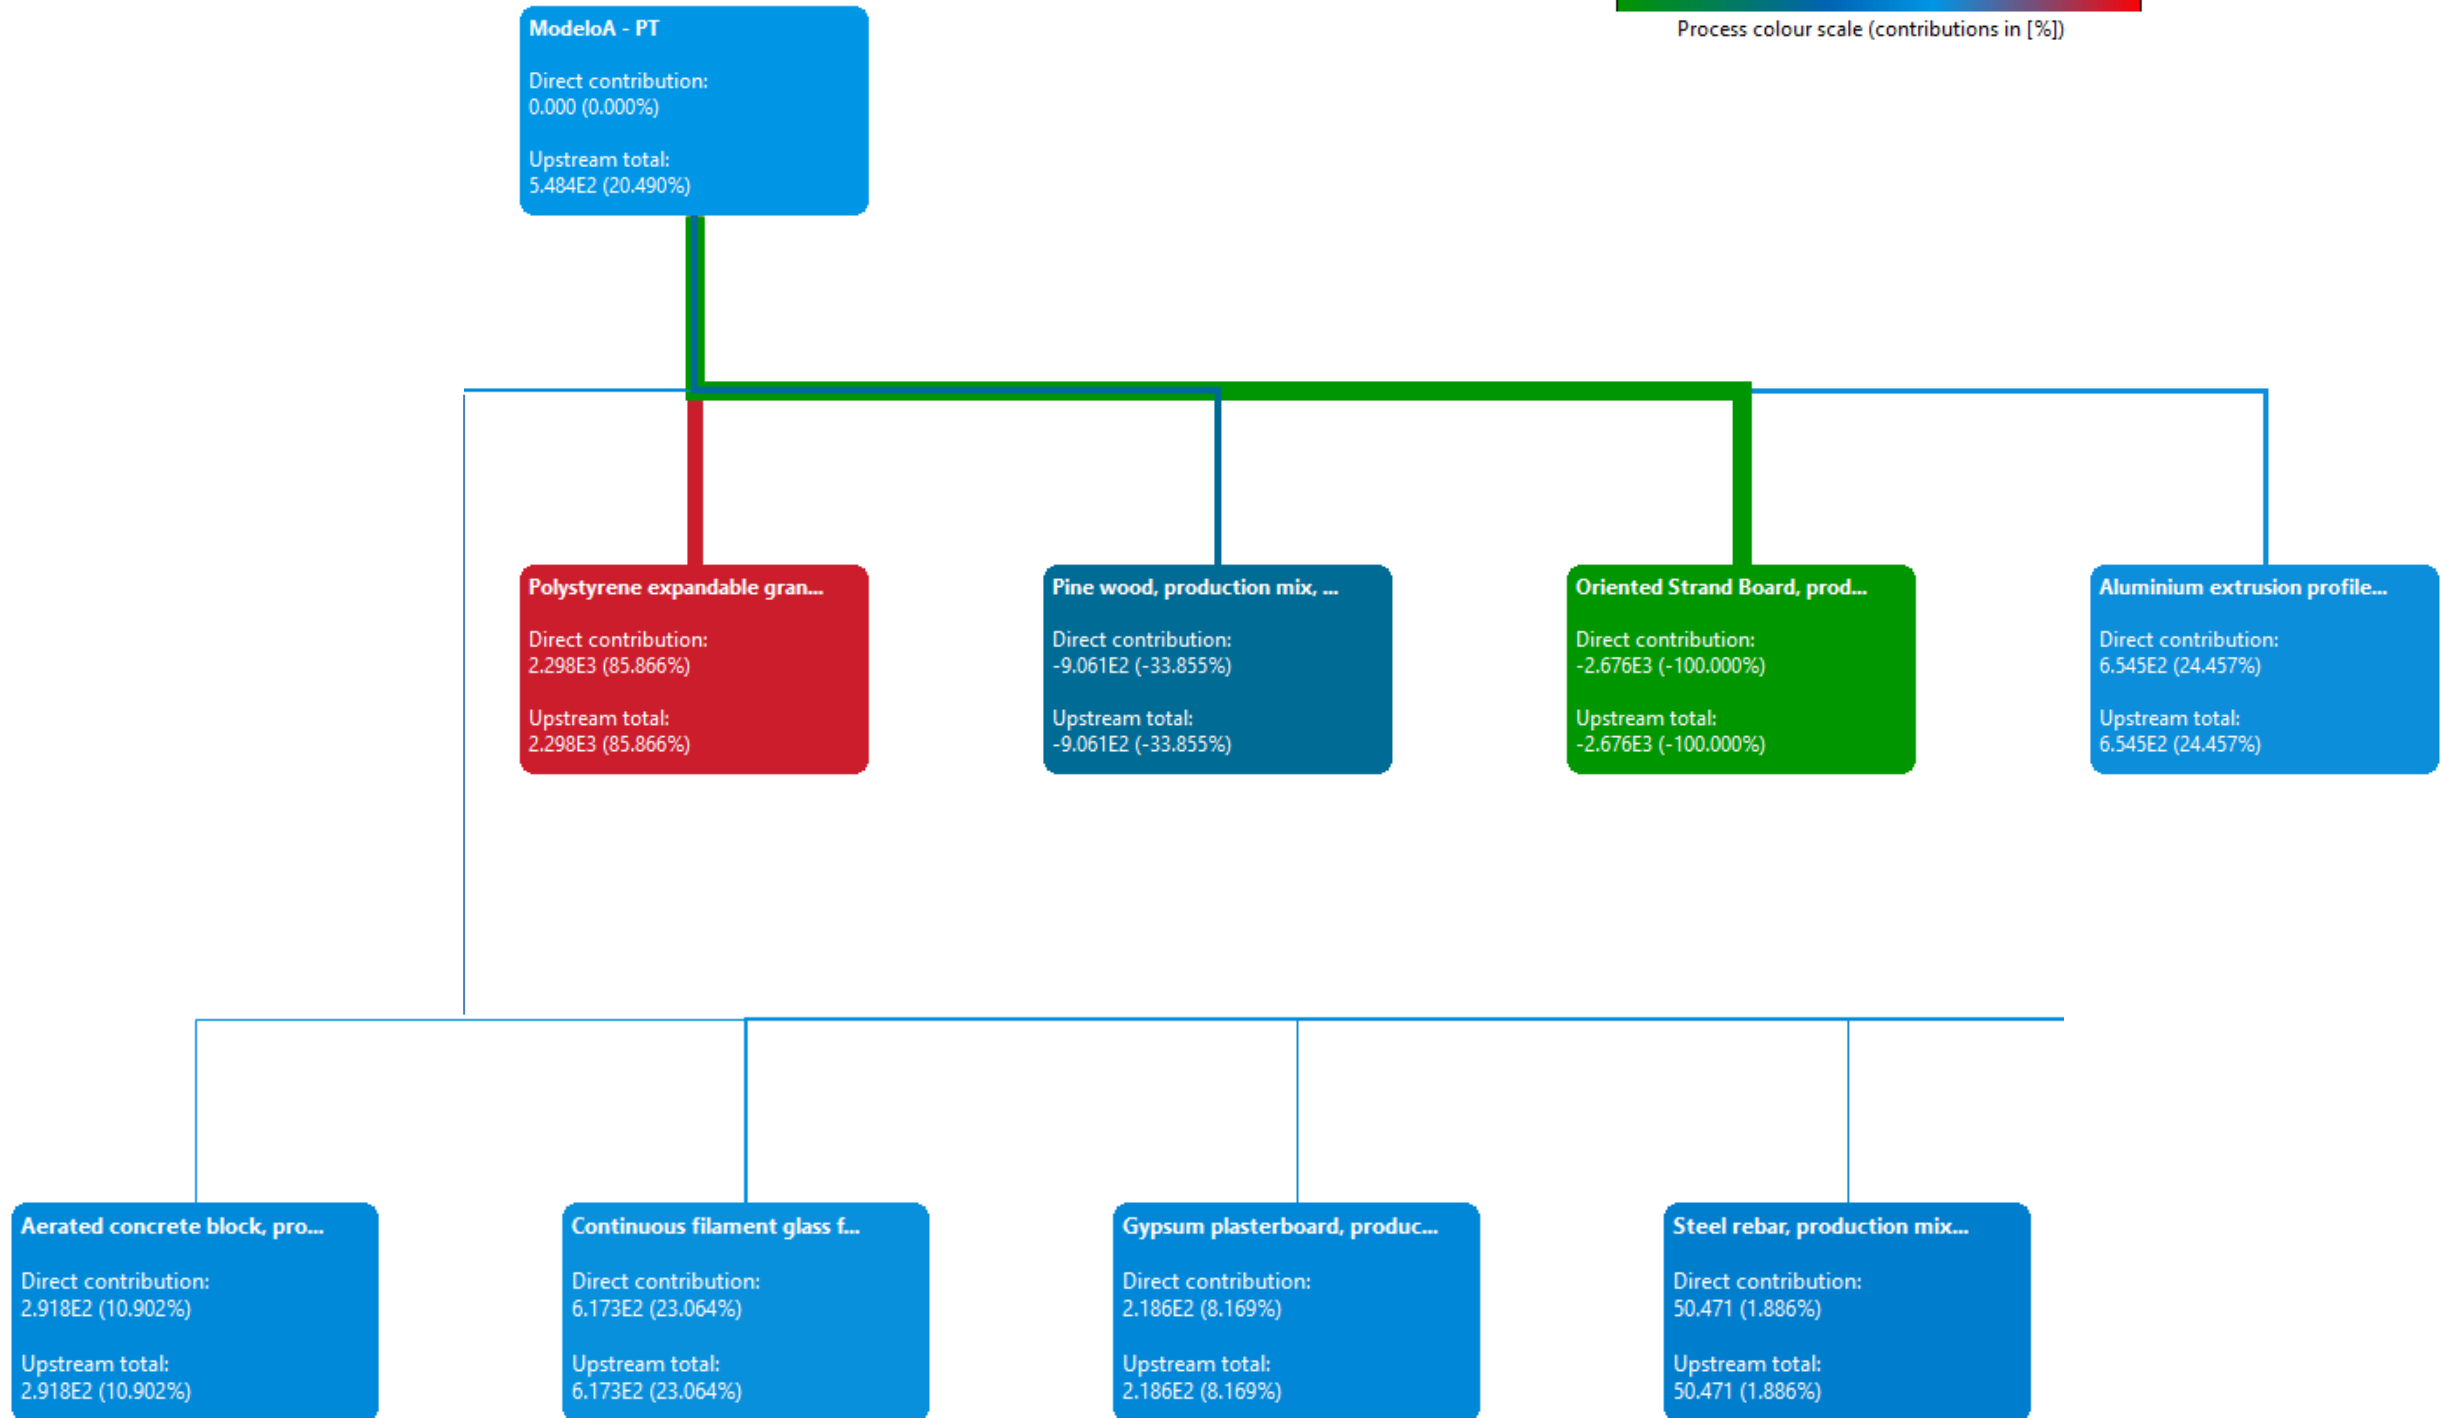 Process colour scale (contributions in [%])
ModeloA - PT
Direct contribution:
0.000 (0.000%)
Upstream total:
5.484E2 (20.490%)
Polystyrene expandable gran...
Direct contribution:
2.298E3 (85.866%)
Upstream total:
2.298E3 (85.866%)
Pine wood, production mix, ...
Direct contribution:
-9.061E2 (-33.855%)
Upstream total:
-9.061E2 (-33.855%)
Oriented Strand Board, prod...
Direct contribution:
-2.676E3 (-100.000%)
Upstream total:
-2.676E3 (-100.000%)
Aluminium extrusion profile...
Direct contribution:
6.545E2 (24.457%)
Upstream total:
6.545E2 (24.457%)
Aerated concrete block, pro...
Direct contribution:
2.918E2 (10.902%)
Upstream total:
2.918E2 (10.902%)
Continuous filament glass f...
Direct contribution:
6.173E2 (23.064%)
Upstream total:
6.173E2 (23.064%)
Gypsum plasterboard, produc...
Direct contribution:
2.186E2 (8.169%)
Upstream total:
2.186E2 (8.169%)
Steel rebar, production mix...
Direct contribution:
50.471 (1.886%)
Upstream total:
50.471 (1.886%)